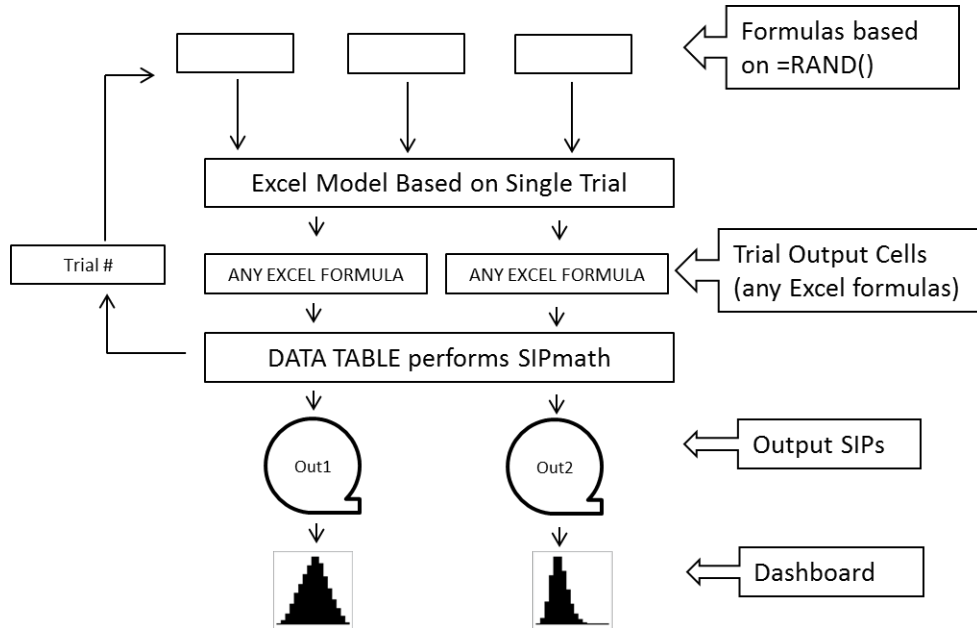 Formulas based
on =RAND()
Excel Model Based on Single Trial
Trial #
ANY EXCEL FORMULA
ANY EXCEL FORMULA
Trial Output Cells
(any Excel formulas)
DATA TABLE performs SIPmath
Out1
Out2
Output SIPs
Dashboard